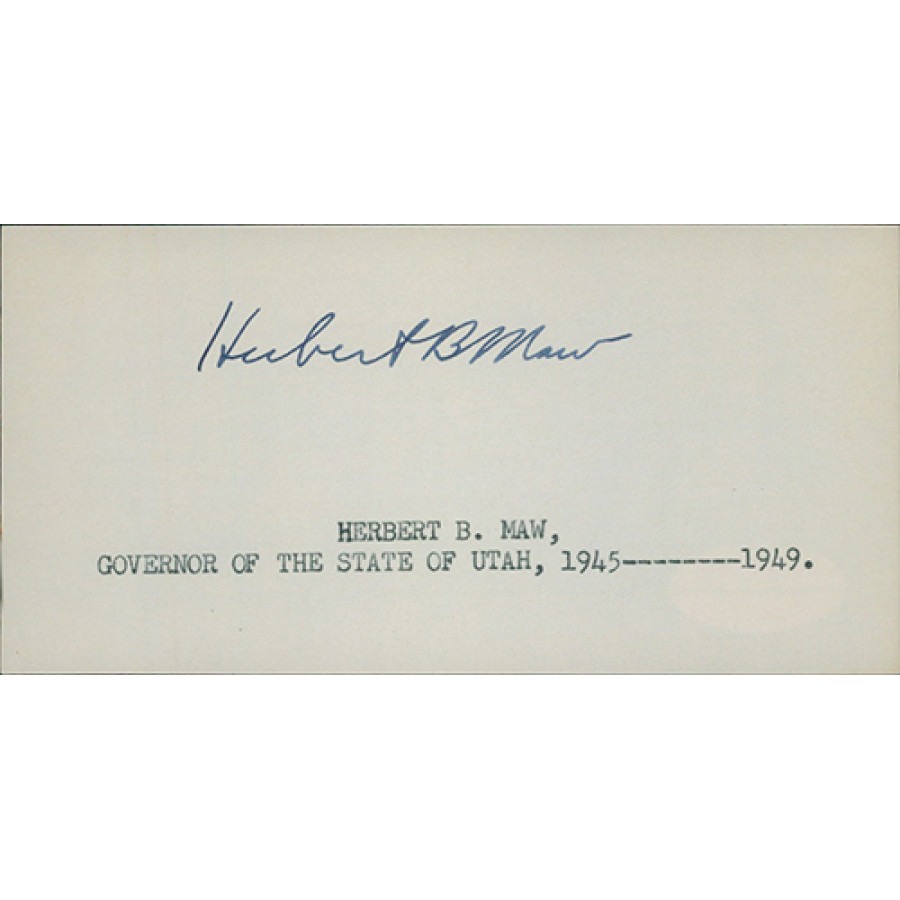 Herbert B Maw
HERBERT B. MAW,
GOVERNOR OF THE STATE OF UTAH, 1945--------1949.